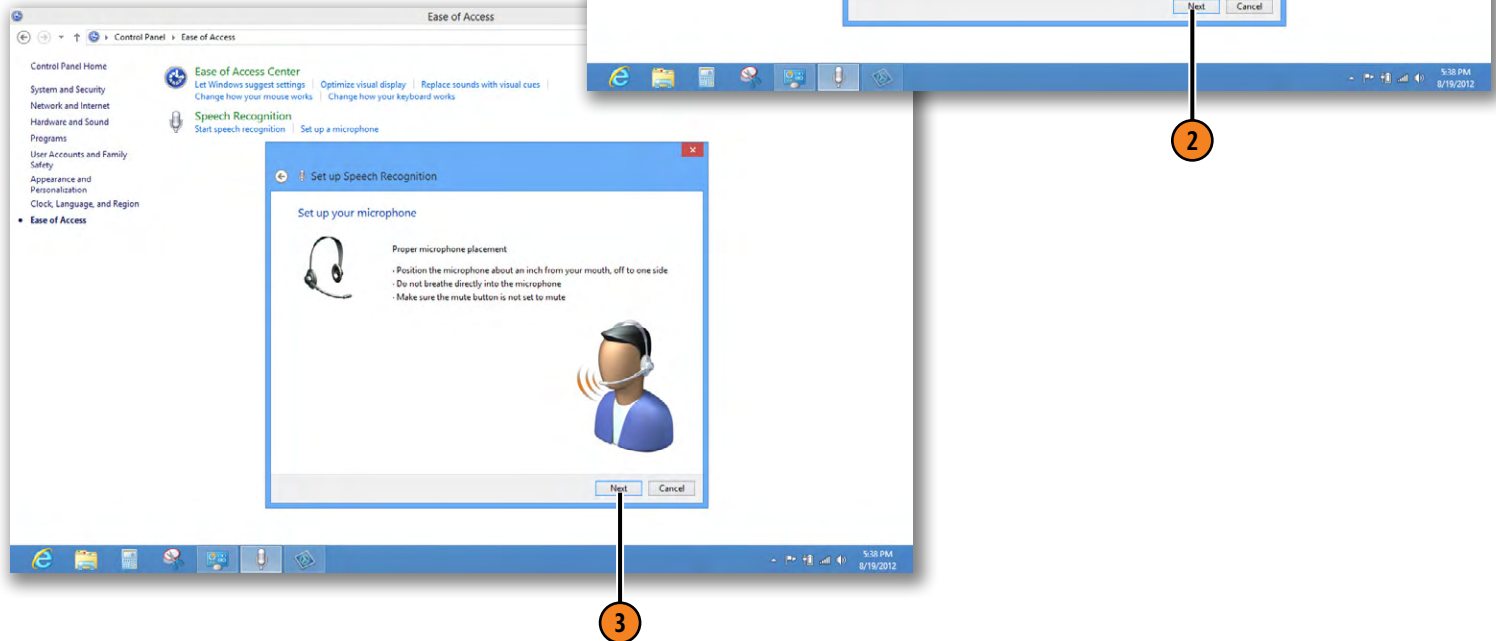 Ease of Access
Control Panel ▸ Ease of Access
Control Panel Home
System and Security
Network and Internet
Hardware and Sound
Programs
User Accounts and Family
Safety
Appearance and
Personalization
Clock, Language, and Region
• Ease of Access
Ease of Access Center
Let Windows suggest settings | Optimize visual display | Replace sounds with visual cues |
Change how your mouse works | Change how your keyboard works
Speech Recognition
Start speech recognition | Set up a microphone
Set up Speech Recognition
Set up your microphone
Proper microphone placement
· Position the microphone about an inch from your mouth, off to one side
· Do not breathe directly into the microphone
· Make sure the mute button is not set to mute
Next Cancel
5:38 PM
8/19/2012
3
Next Cancel
5:38 PM
8/19/2012
2